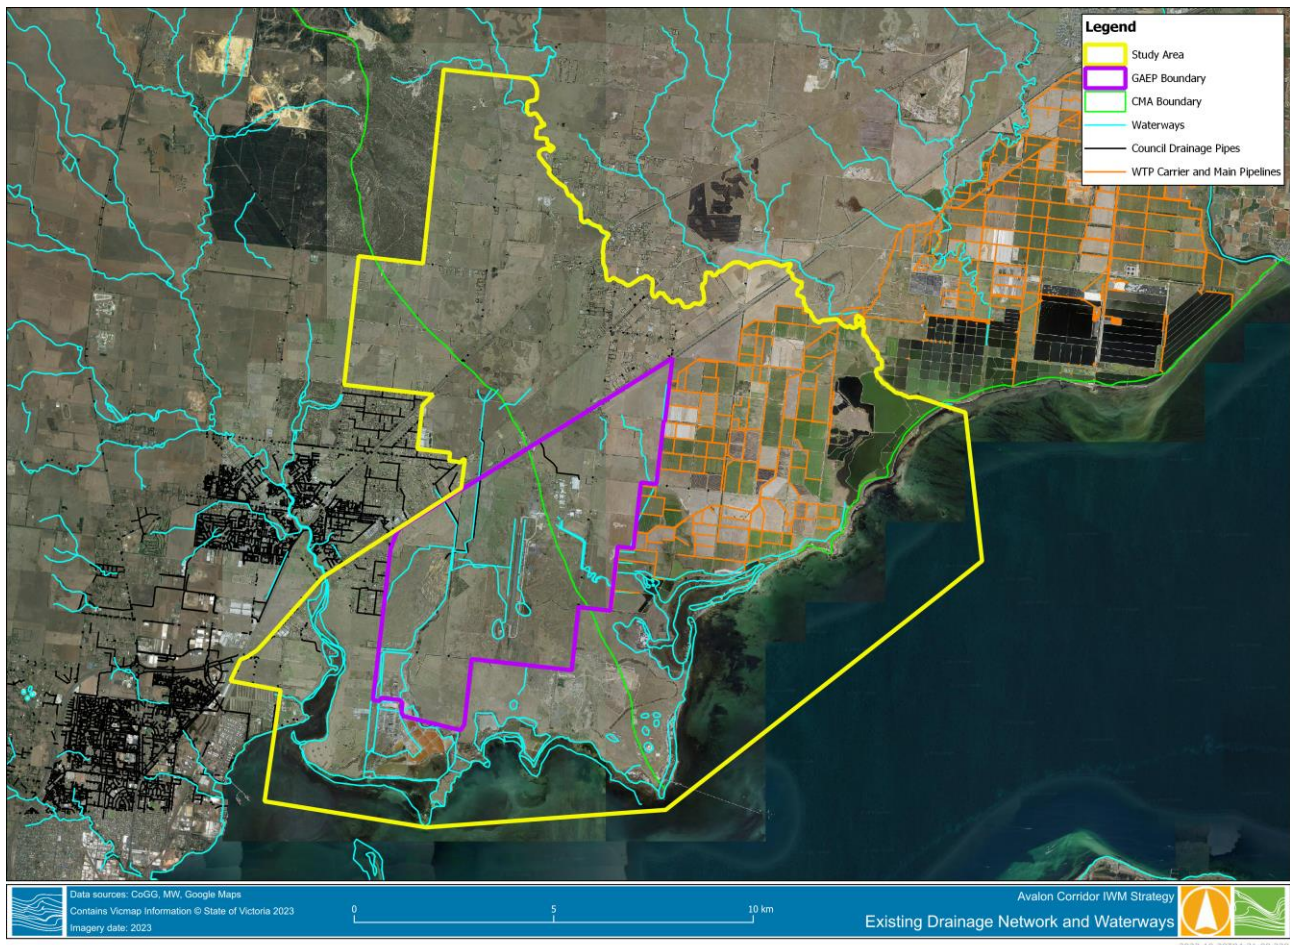 Legend
Study Area
GAEP Boundary
CMA Boundary
Waterways
Council Drainage Pipes
WTP Carrier and Main Pipelines
Data sources: CoGG, MW, Google Maps
Contains Vicmap Information © State of Victoria 2023
Imagery date: 2023
0 5 10 km
Avalon Corridor IWM Strategy
Existing Drainage Network and Waterways